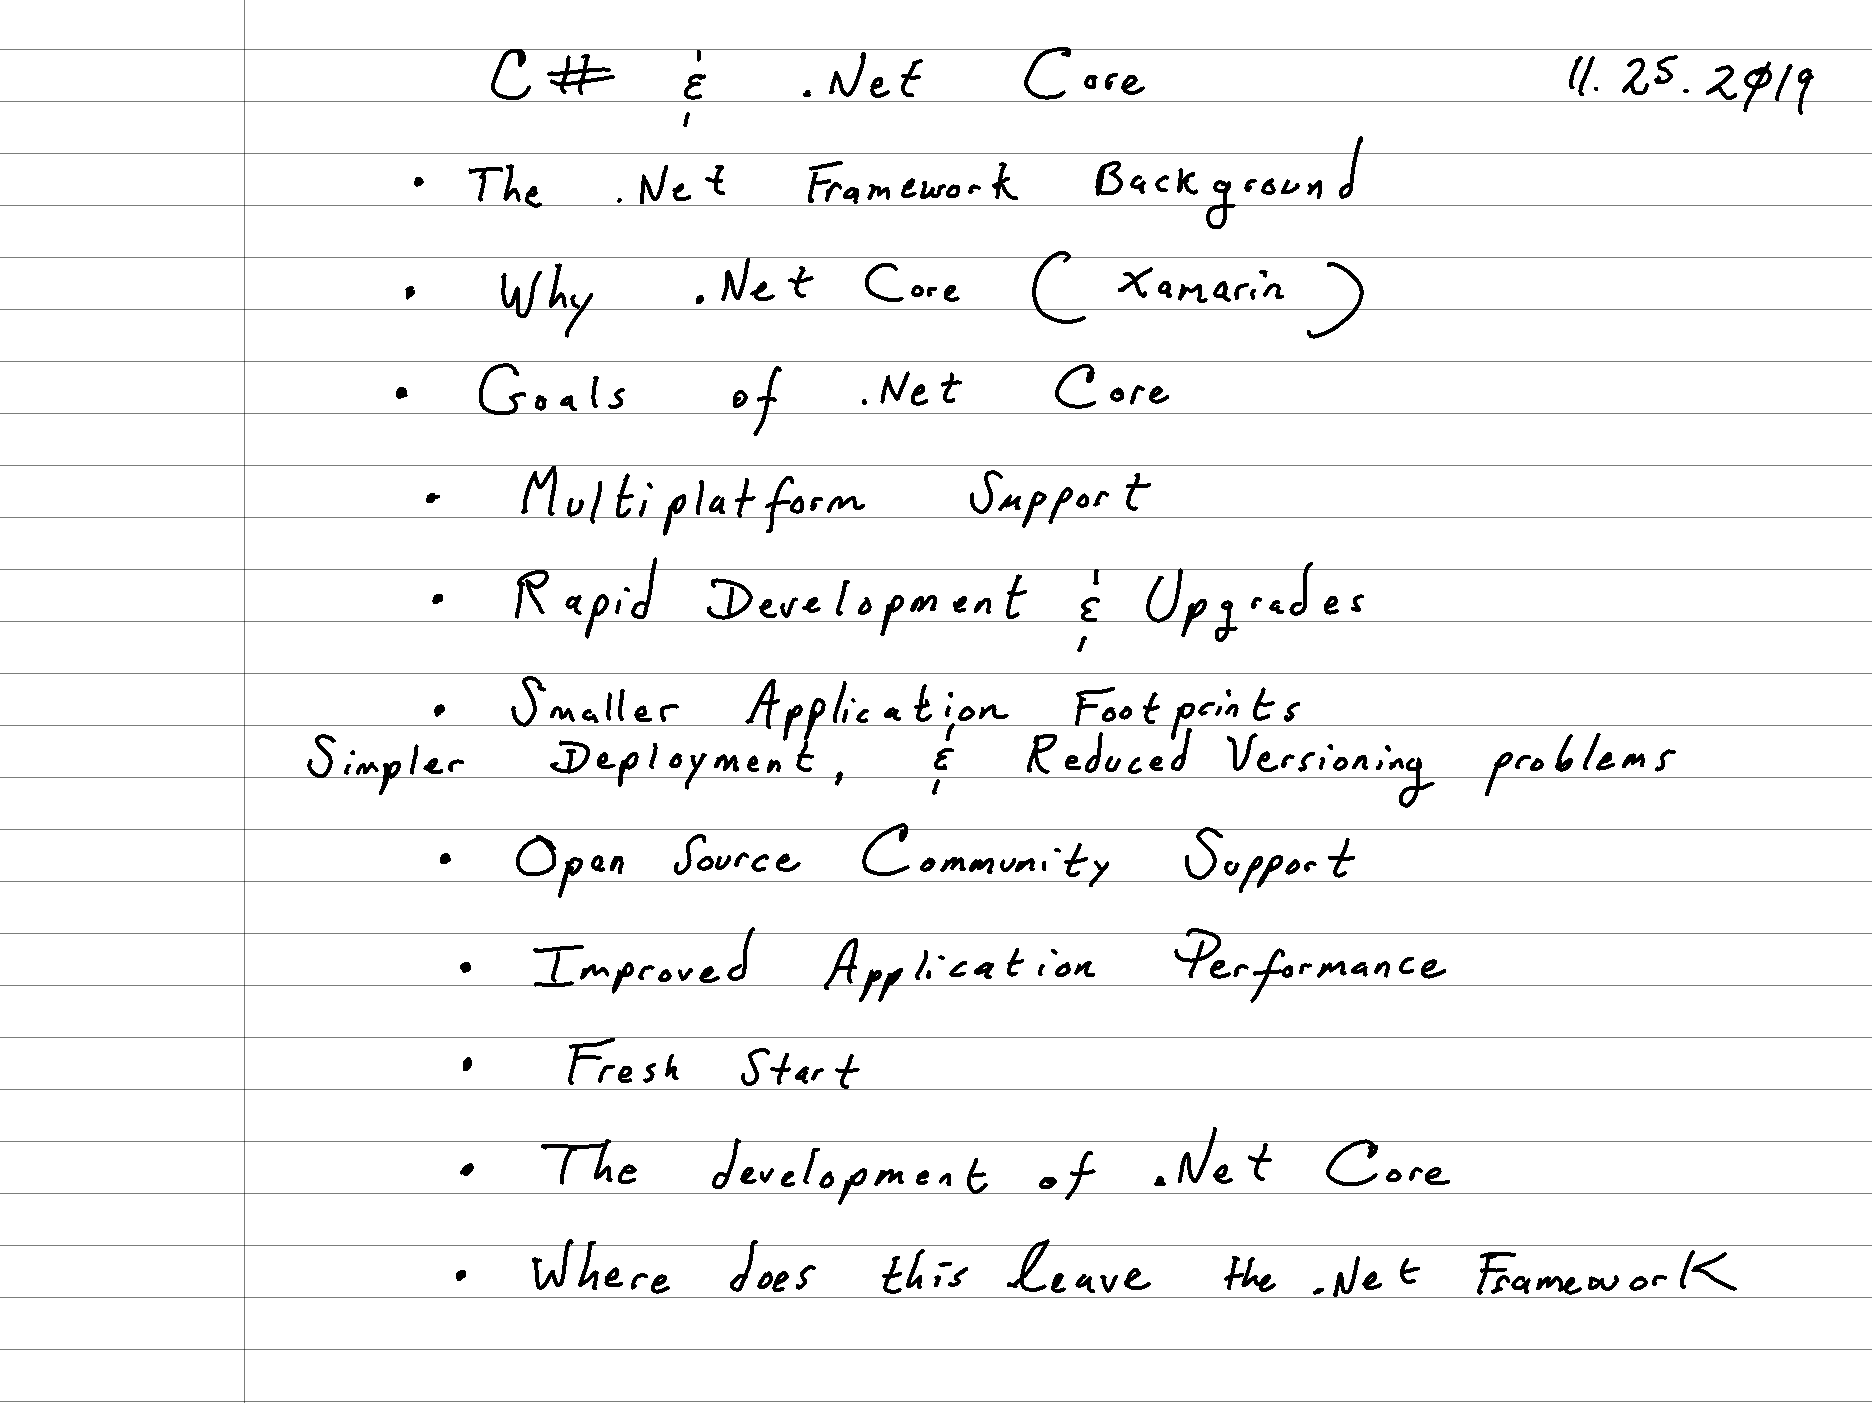 C# & .Net Core 11.25.2019
• The .Net Framework Background
• Why .Net Core (Xamarin)
• Goals of .Net Core
• Multiplatform Support
• Rapid Development & Upgrades
• Smaller Application Footprints
Simpler Deployment, & Reduced Versioning problems
• Open Source Community Support
• Improved Application Performance
• Fresh Start
• The development of .Net Core
• Where does this leave the .Net Framework